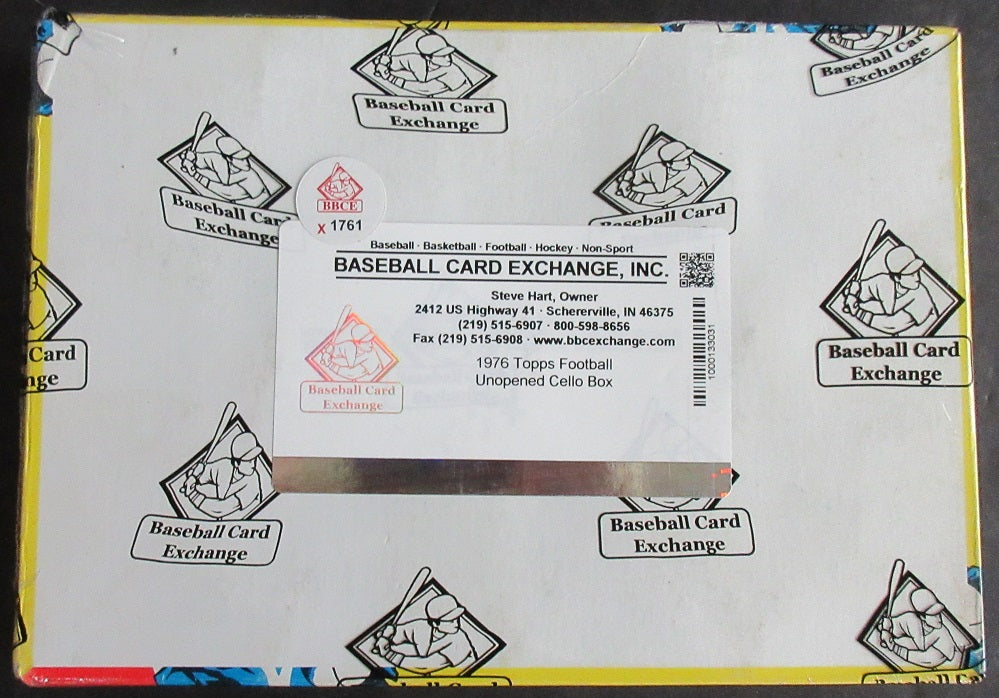 Baseball Card
Exchange
Baseball Card
Exchange
Baseball Card
Exchange
Baseball Card
BBCE
x 1761
Baseball · Basketball · Football · Hockey · Non-Sport
BASEBALL CARD EXCHANGE, INC.
Steve Hart, Owner
2412 US Highway 41 · Schererville, IN 46375
(219) 515-6907 · 800-598-8656
Fax (219) 515-6908 · www.bbcexchange.com
1976 Topps Football
Unopened Cello Box
1000133031
Baseball Card
Exchange
Card
Baseball Card
Exchange
Baseball Card
Exchange
Baseball Card
Exchange